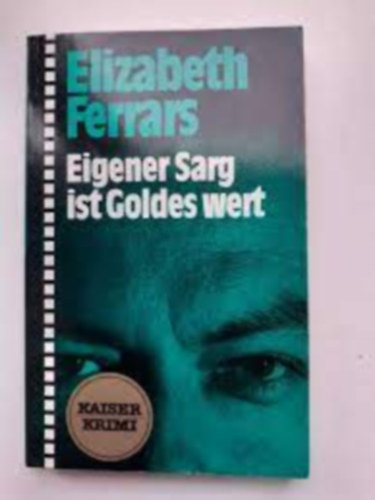 Elizabeth
Ferrars
Eigener Sarg
ist Goldes wert
KAISER
KRIMI